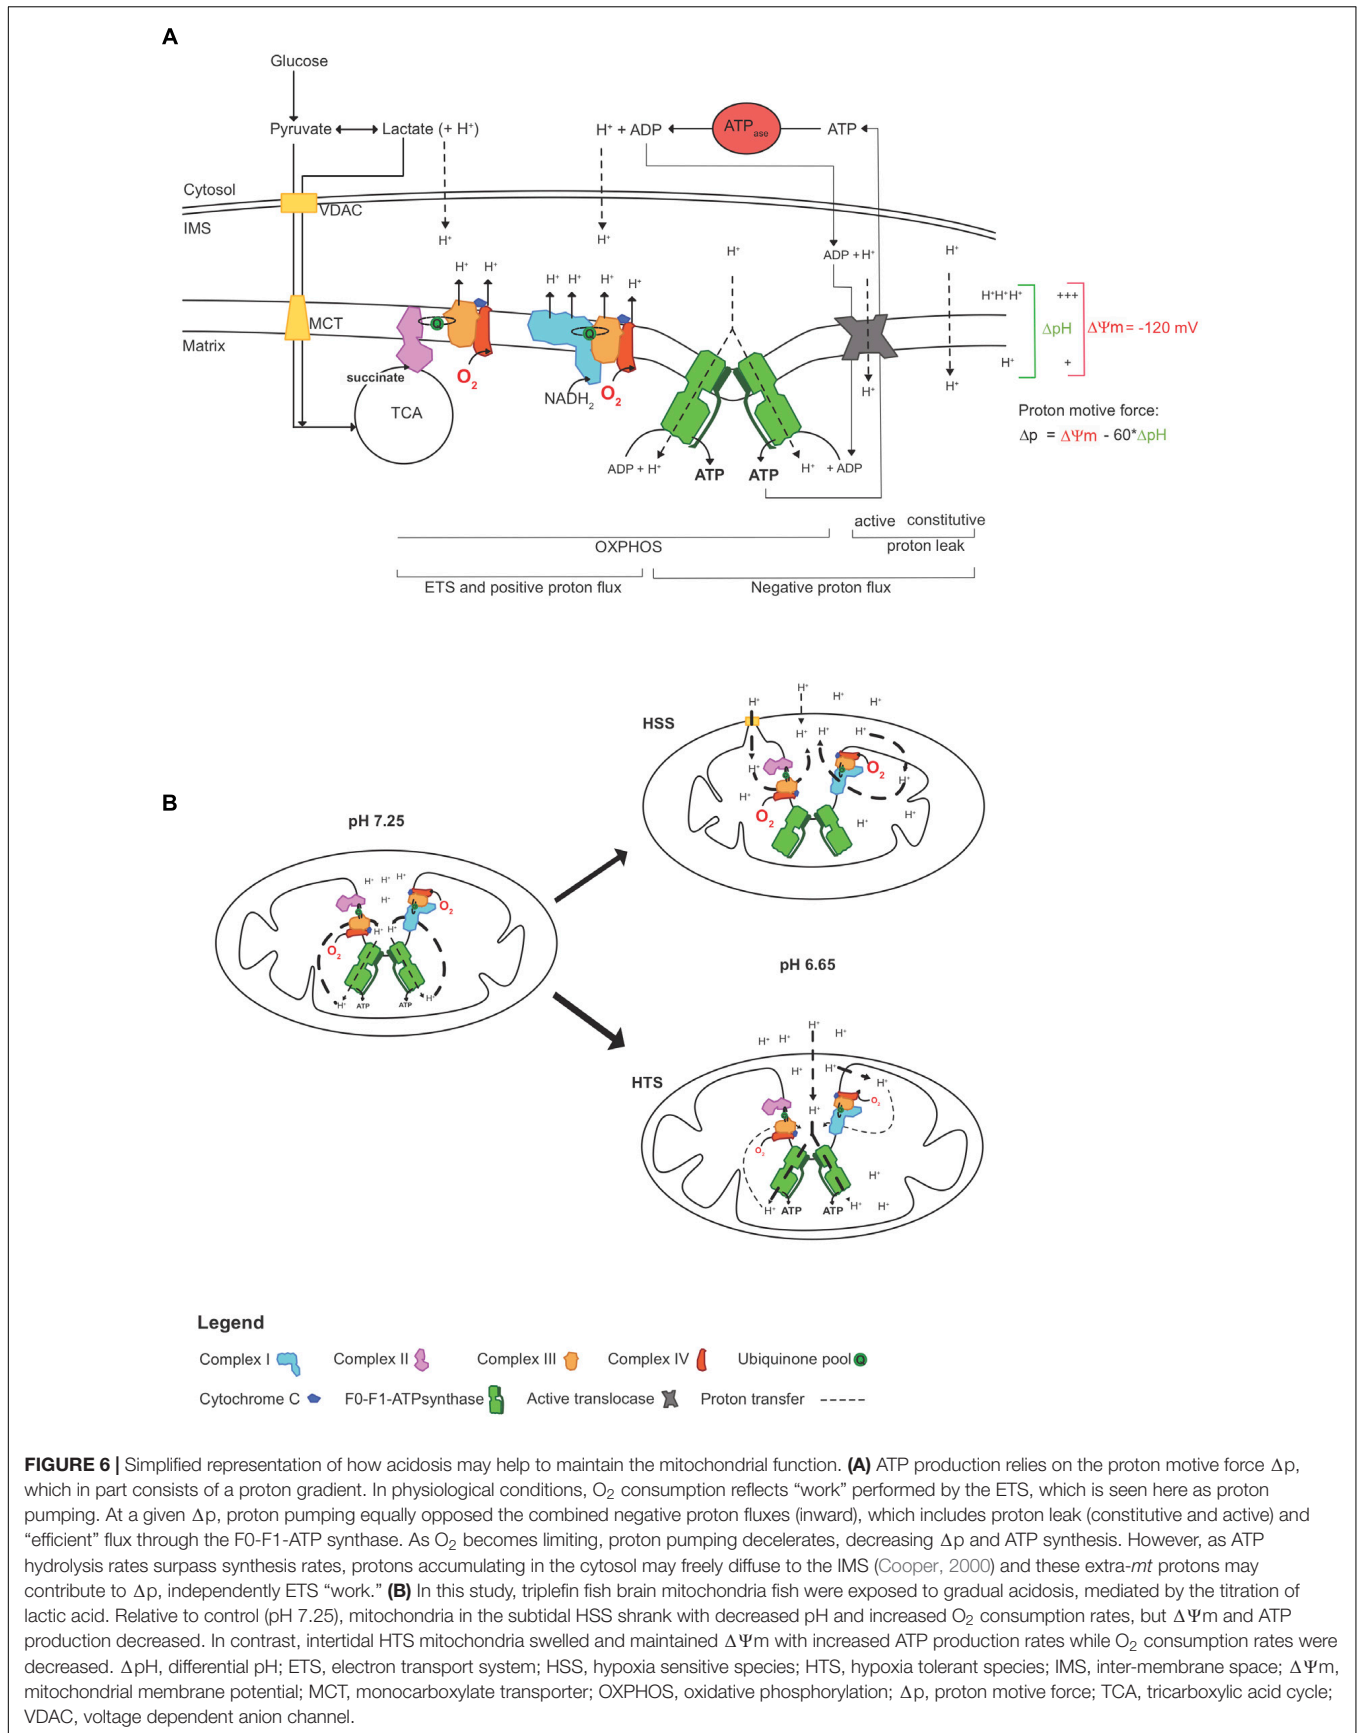 A
Glucose
Pyruvate
Lactate (+ H⁺)
H⁺ + ADP
ATPase
ATP
Cytosol
VDAC
IMS
H⁺
H⁺
H⁺
ADP + H⁺
H⁺
H⁺ H⁺
H⁺ H⁺ H⁺ H⁺
H⁺H⁺H⁺
+++
MCT
Q
Q
ΔpH
ΔΨm = -120 mV
Matrix
H⁺
+
succinate
O₂
NADH₂
O₂
H⁺
H⁺
TCA
Proton motive force:
Δp = ΔΨm - 60*ΔpH
ADP + H⁺
ATP
ATP
H⁺ + ADP
active constitutive
OXPHOS
proton leak
ETS and positive proton flux
Negative proton flux
B
HSS
H⁺
H⁺
H⁺
H⁺
H⁺ H⁺ H⁺
H⁺
O₂
H⁺
H⁺
O₂
H⁺
H⁺
pH 7.25
H⁺ H⁺ H⁺
H⁺
O₂
H⁺ H⁺
O₂
H⁺
ATP
ATP
H⁺
pH 6.65
HTS
H⁺
H⁺ H⁺
H⁺
H⁺
H⁺
H⁺
H⁺
O₂
O₂
H⁺
H⁺
ATP
ATP
H⁺
H⁺
Legend
Complex I
Complex II
Complex III
Complex IV
Ubiquinone pool
Q
Cytochrome C
F0-F1-ATPsynthase
Active translocase
Proton transfer
FIGURE 6 | Simplified representation of how acidosis may help to maintain the mitochondrial function. (A) ATP production relies on the proton motive force Δp,
which in part consists of a proton gradient. In physiological conditions, O₂ consumption reflects “work” performed by the ETS, which is seen here as proton
pumping. At a given Δp, proton pumping equally opposed the combined negative proton fluxes (inward), which includes proton leak (constitutive and active) and
“efficient” flux through the F0-F1-ATP synthase. As O₂ becomes limiting, proton pumping decelerates, decreasing Δp and ATP synthesis. However, as ATP
hydrolysis rates surpass synthesis rates, protons accumulating in the cytosol may freely diffuse to the IMS (Cooper, 2000) and these extra-mt protons may
contribute to Δp, independently ETS “work.” (B) In this study, triplefin fish brain mitochondria fish were exposed to gradual acidosis, mediated by the titration of
lactic acid. Relative to control (pH 7.25), mitochondria in the subtidal HSS shrank with decreased pH and increased O₂ consumption rates, but ΔΨm and ATP
production decreased. In contrast, intertidal HTS mitochondria swelled and maintained ΔΨm with increased ATP production rates while O₂ consumption rates were
decreased. ΔpH, differential pH; ETS, electron transport system; HSS, hypoxia sensitive species; HTS, hypoxia tolerant species; IMS, inter-membrane space; ΔΨm,
mitochondrial membrane potential; MCT, monocarboxylate transporter; OXPHOS, oxidative phosphorylation; Δp, proton motive force; TCA, tricarboxylic acid cycle;
VDAC, voltage dependent anion channel.